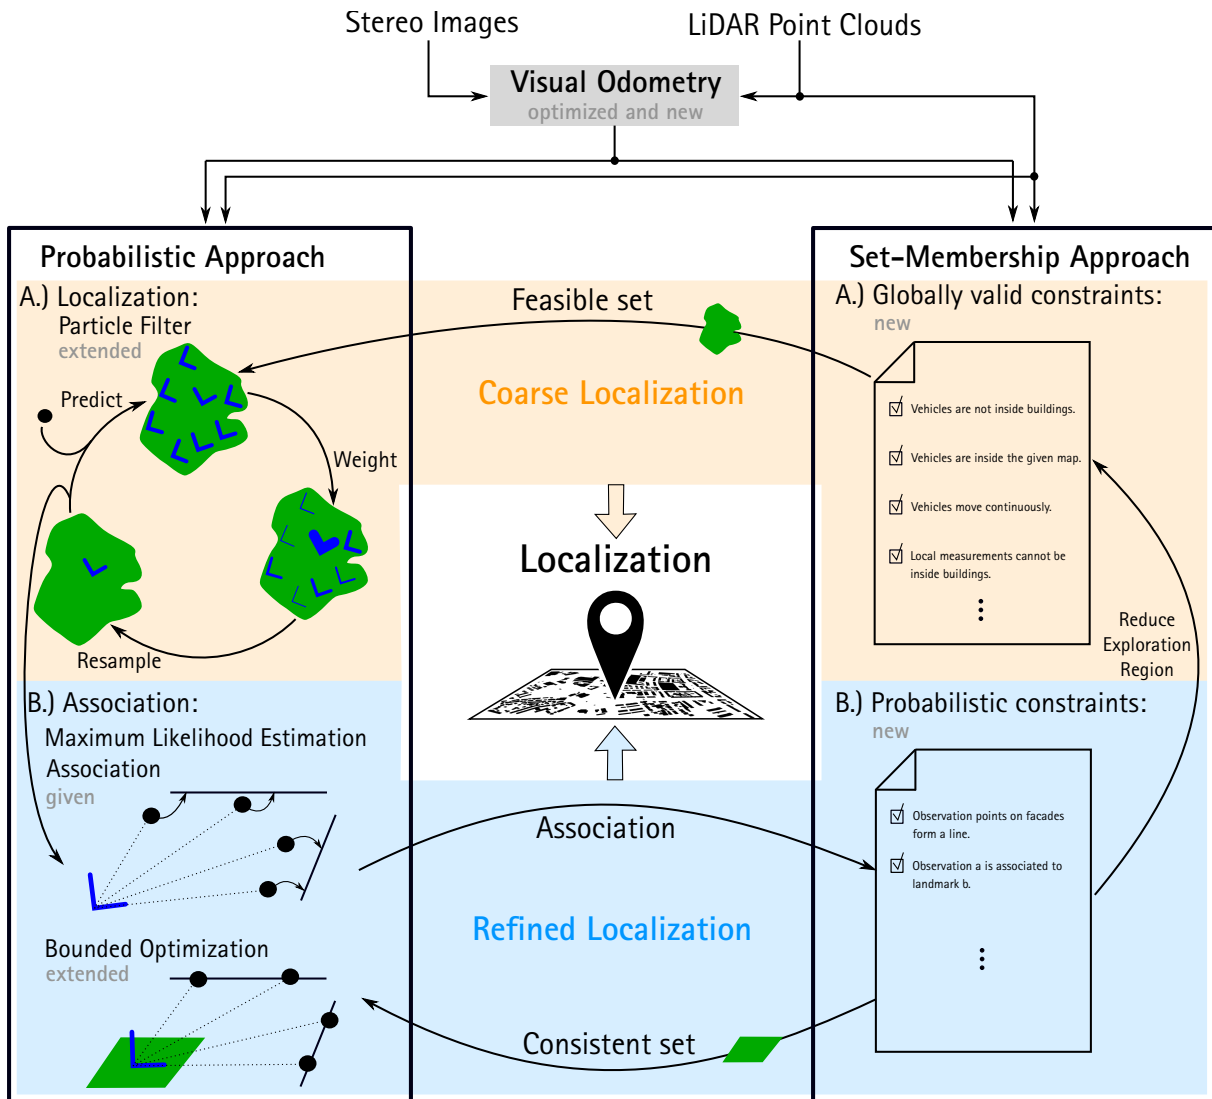 Stereo Images
LiDAR Point Clouds
Visual Odometry
optimized and new
Probabilistic Approach
A.) Localization:
Particle Filter
extended
Predict
Weight
Resample
B.) Association:
Maximum Likelihood Estimation
Association
given
Bounded Optimization
extended
Feasible set
Coarse Localization
Localization
Association
Refined Localization
Consistent set
Set-Membership Approach
A.) Globally valid constraints:
new
Vehicles are not inside buildings.
Vehicles are inside the given map.
Vehicles move continuously.
Local measurements cannot be
inside buildings.
Reduce
Exploration
Region
B.) Probabilistic constraints:
new
Observation points on facades
form a line.
Observation a is associated to
landmark b.